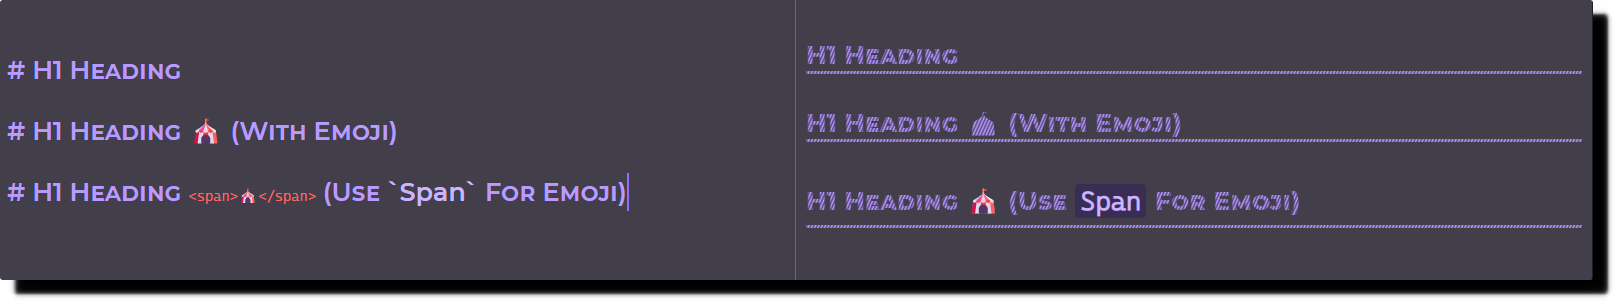 # H1 Heading
# H1 Heading 🎪 (With Emoji)
# H1 Heading <span>🎪</span> (Use `Span` For Emoji)
H1 Heading
H1 Heading 🎪 (With Emoji)
H1 Heading 🎪 (Use Span For Emoji)